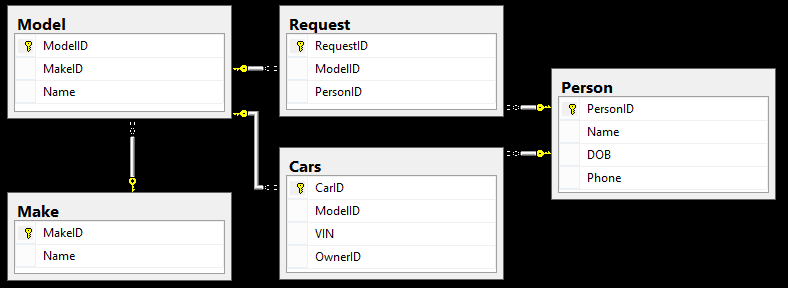 Model
ModelID
MakeID
Name
Request
RequestID
ModelID
PersonID
Person
PersonID
Name
DOB
Phone
Cars
CarID
ModelID
VIN
OwnerID
Make
MakeID
Name